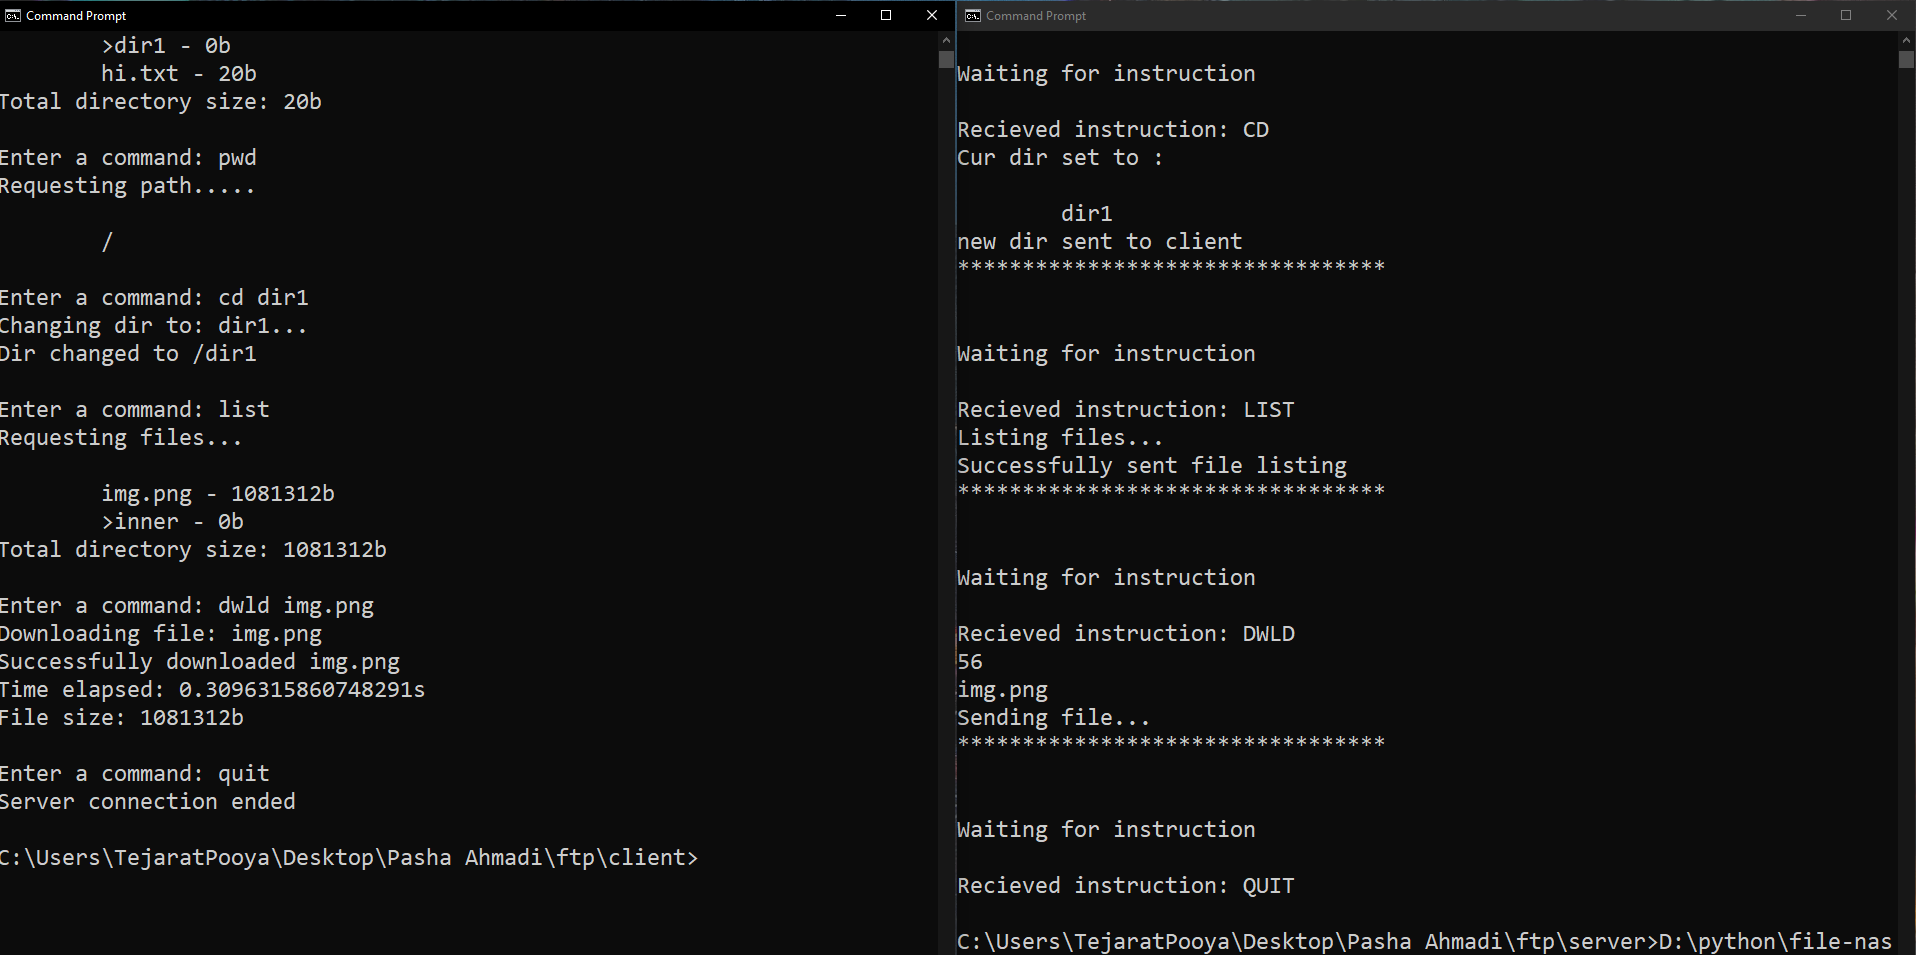 Command Prompt
>dir1 - 0b
hi.txt - 20b
Total directory size: 20b
Enter a command: pwd
Requesting path.....
/
Enter a command: cd dir1
Changing dir to: dir1...
Dir changed to /dir1
Enter a command: list
Requesting files...
img.png - 1081312b
>inner - 0b
Total directory size: 1081312b
Enter a command: dwld img.png
Downloading file: img.png
Successfully downloaded img.png
Time elapsed: 0.3096315860748291s
File size: 1081312b
Enter a command: quit
Server connection ended
C:\Users\TejaratPooya\Desktop\Pasha Ahmadi\ftp\client>
Command Prompt
Waiting for instruction
Recieved instruction: CD
Cur dir set to :
dir1
new dir sent to client
*********************************
Waiting for instruction
Recieved instruction: LIST
Listing files...
Successfully sent file listing
*********************************
Waiting for instruction
Recieved instruction: DWLD
56
img.png
Sending file...
*********************************
Waiting for instruction
Recieved instruction: QUIT
C:\Users\TejaratPooya\Desktop\Pasha Ahmadi\ftp\server>D:\python\file-nas